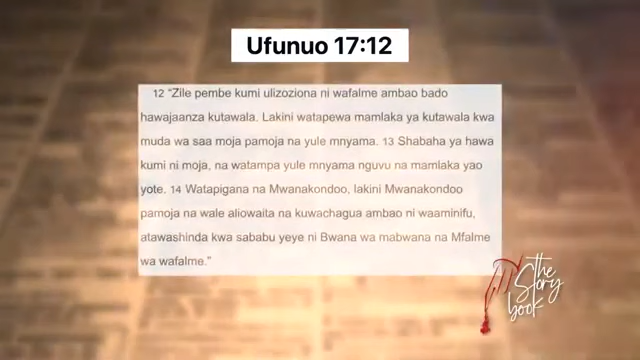 Ufunuo 17:12
12 "Zile pembe kumi ulizoziona ni wafalme ambao bado
hawajaanza kutawala. Lakini watapewa mamlaka ya kutawala kwa
muda wa saa moja pamoja na yule mnyama. 13 Shabaha ya hawa
kumi ni moja, na watampa yule mnyama nguvu na mamlaka yao
yote. 14 Watapigana na Mwanakondoo, lakini Mwanakondoo
pamoja na wale aliowaita na kuwachagua ambao ni waaminifu,
atawashinda kwa sababu yeye ni Bwana wa mabwana na Mfalme
wa wafalme."
the
Story
book